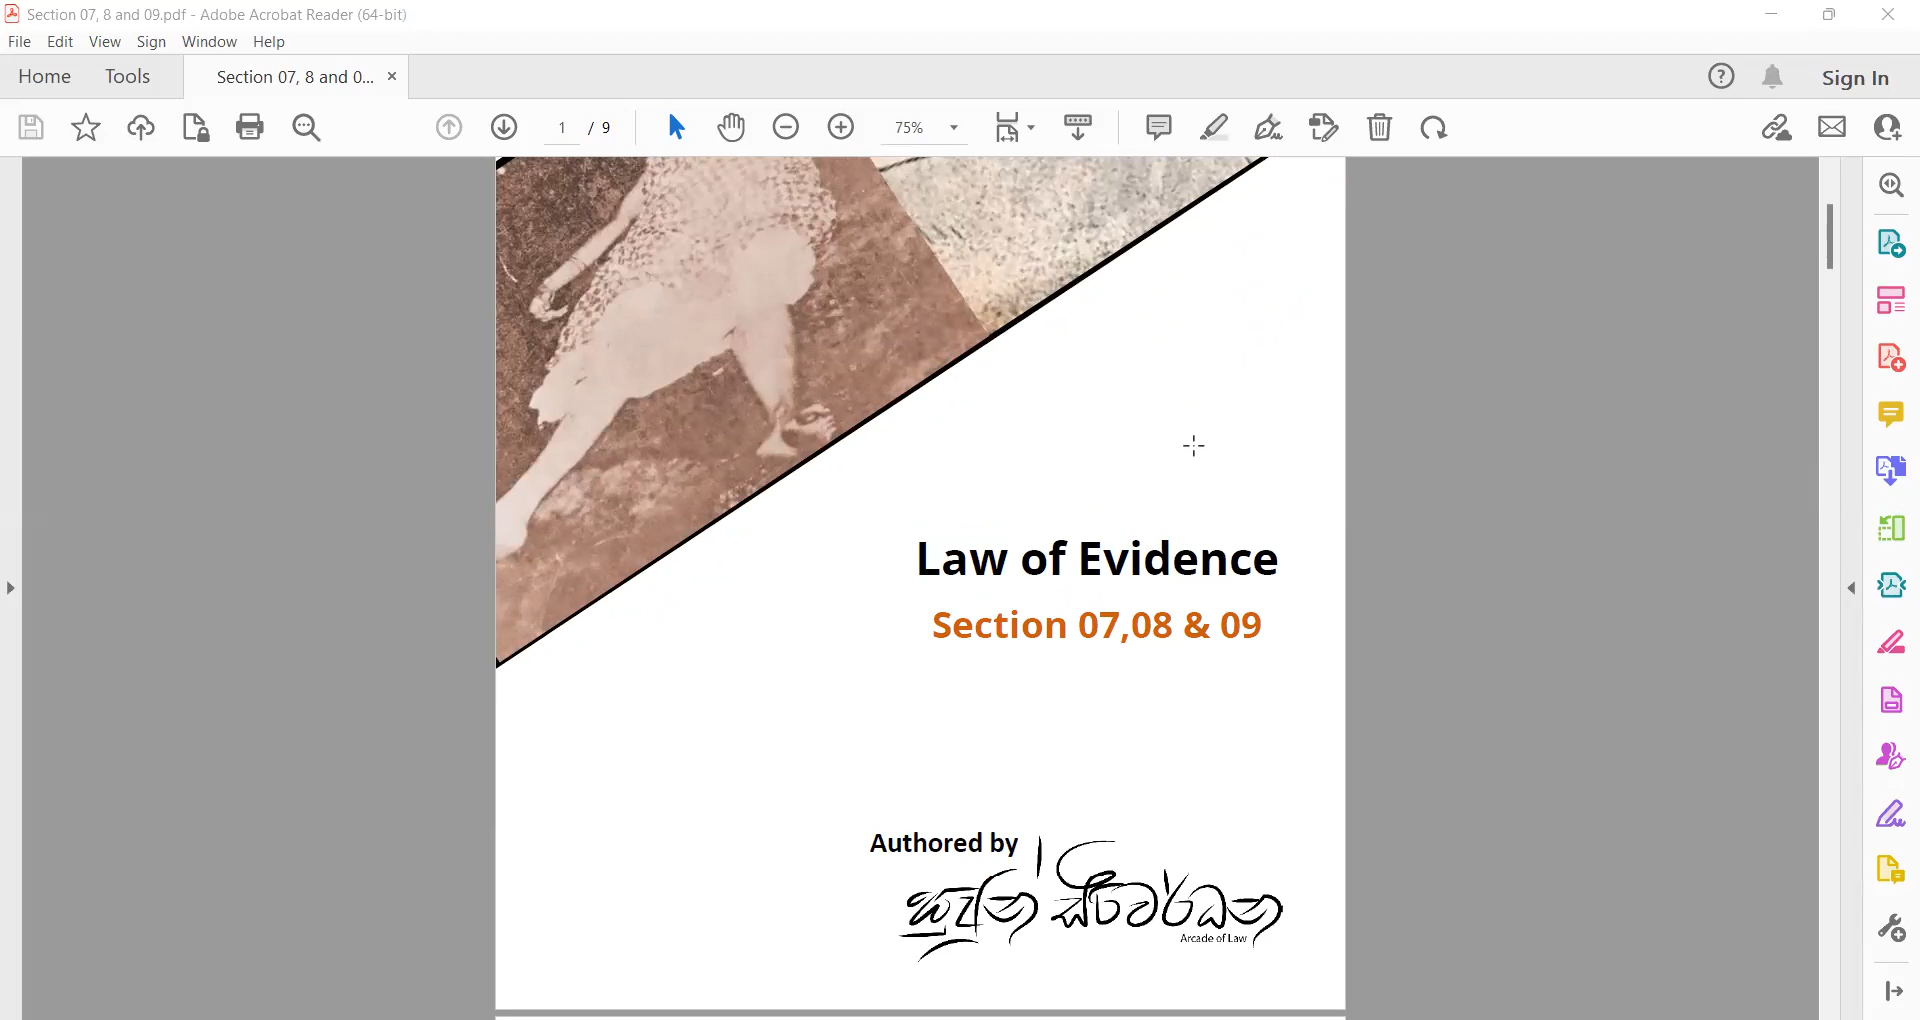 Section 07, 8 and 09.pdf - Adobe Acrobat Reader (64-bit)
File Edit View Sign Window Help
Home Tools Section 07, 8 and 0... Sign In
1 / 9 75%
Law of Evidence
Section 07,08 & 09
Authored by
Arcade of Law